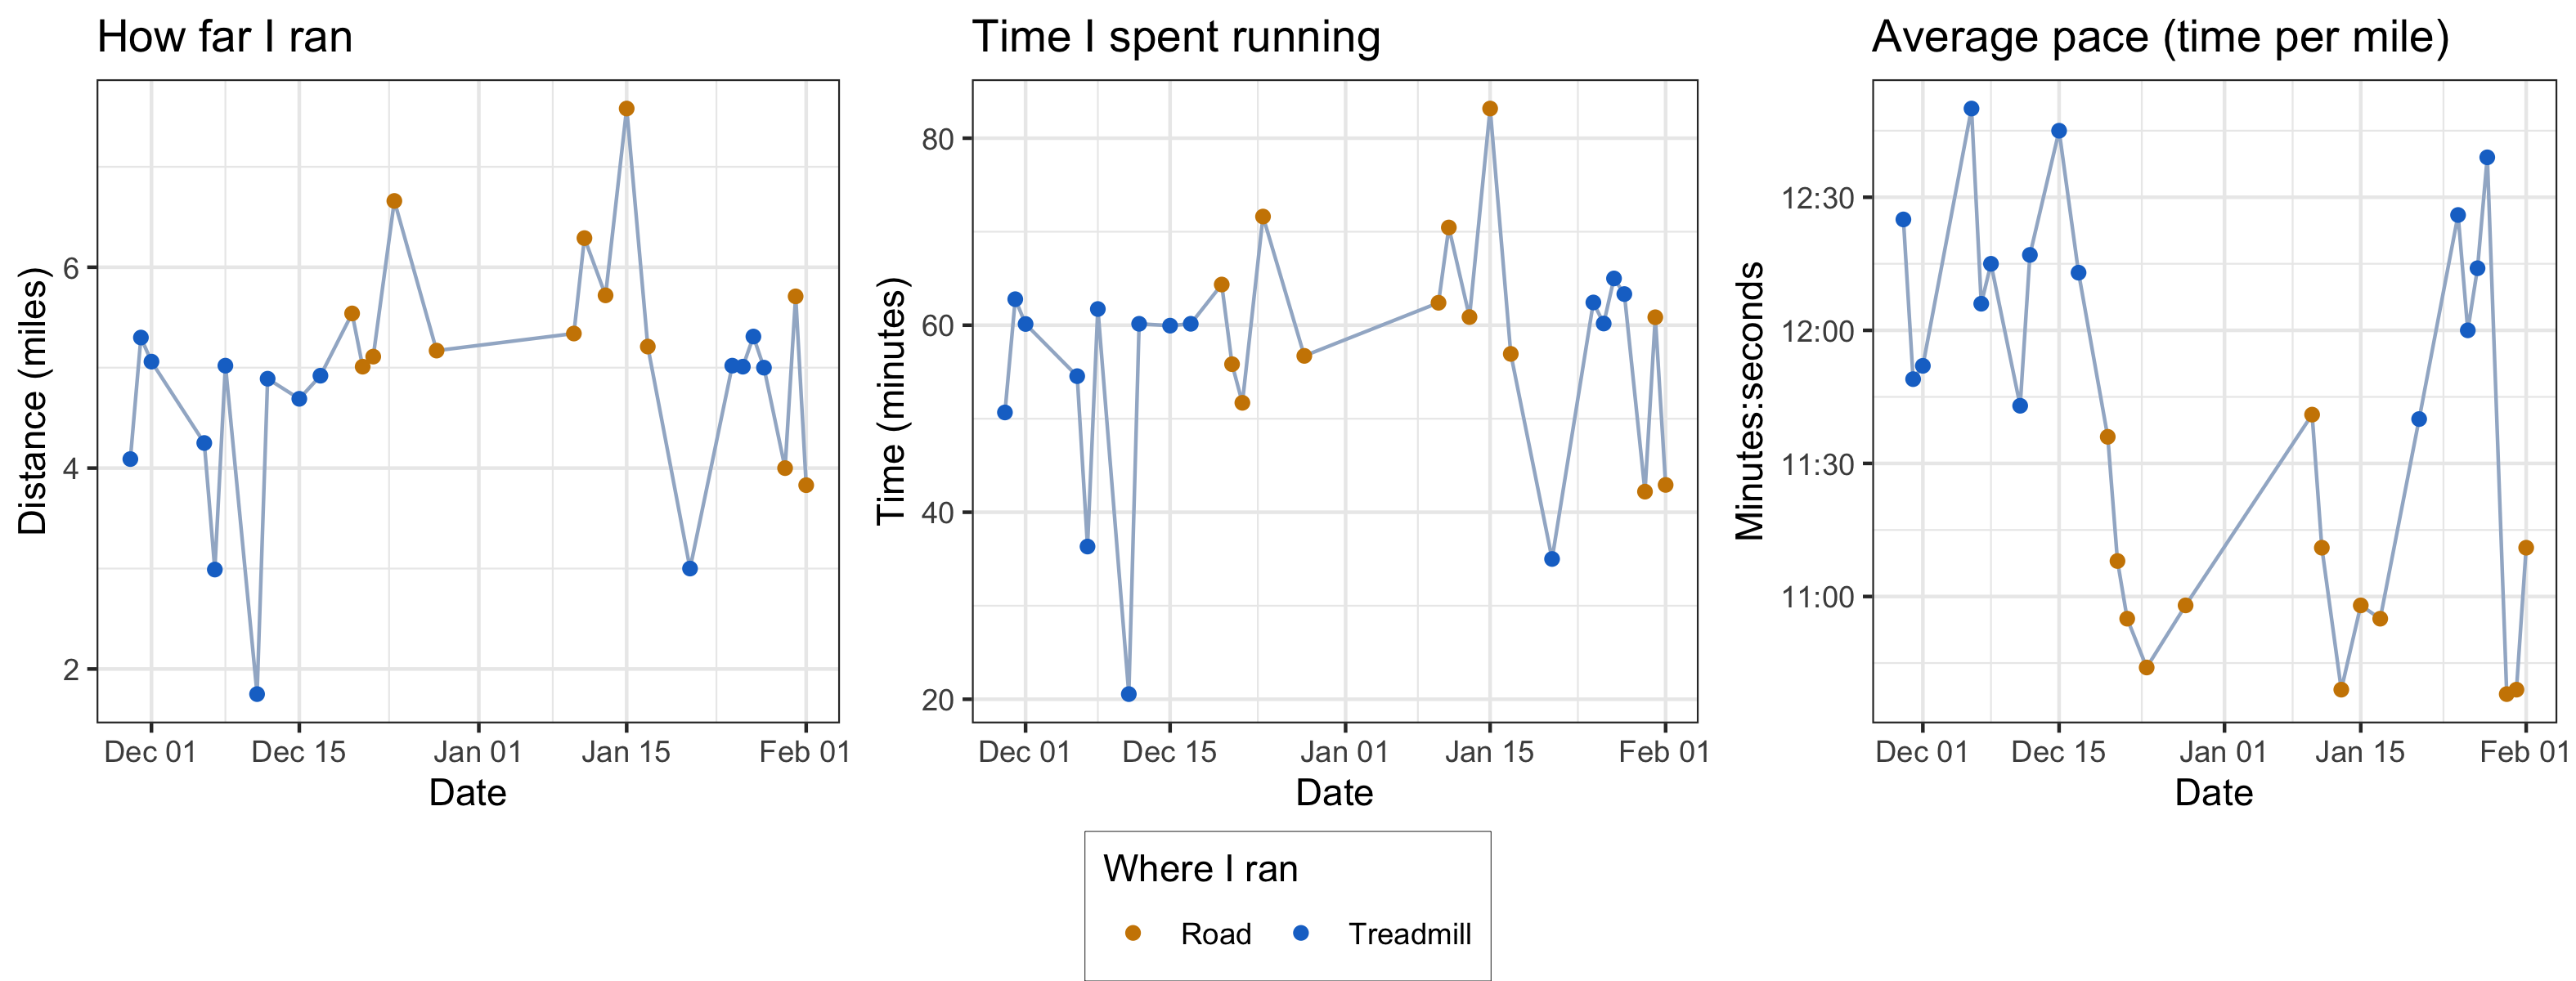 How far I ran
Distance (miles)
6
4
2
Dec 01 Dec 15 Jan 01 Jan 15 Feb 01
Date
Time I spent running
Time (minutes)
80
60
40
20
Dec 01 Dec 15 Jan 01 Jan 15 Feb 01
Date
Average pace (time per mile)
Minutes:seconds
12:30
12:00
11:30
11:00
Dec 01 Dec 15 Jan 01 Jan 15 Feb 01
Date
Where I ran
Road Treadmill